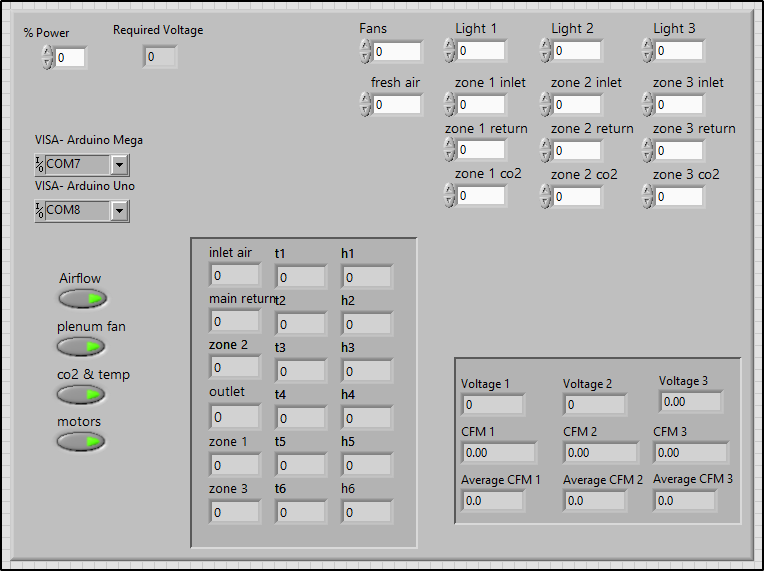 % Power
Required Voltage
Fans
Light 1
Light 2
Light 3
0
0
0
0
0
0
fresh air
zone 1 inlet
zone 2 inlet
zone 3 inlet
0
0
0
0
zone 1 return
zone 2 return
zone 3 return
0
0
0
VISA- Arduino Mega
I/O COM7
zone 1 co2
zone 2 co2
zone 3 co2
0
0
0
VISA- Arduino Uno
I/O COM8
inlet air
t1
h1
0
0
0
main return
t2
h2
0
0
0
zone 2
t3
h3
0
0
0
outlet
t4
h4
0
0
0
zone 1
t5
h5
0
0
0
zone 3
t6
h6
0
0
0
Airflow
plenum fan
co2 & temp
motors
Voltage 1
Voltage 2
Voltage 3
0
0
0.00
CFM 1
CFM 2
CFM 3
0.00
0.00
0.00
Average CFM 1
Average CFM 2
Average CFM 3
0.0
0.0
0.0